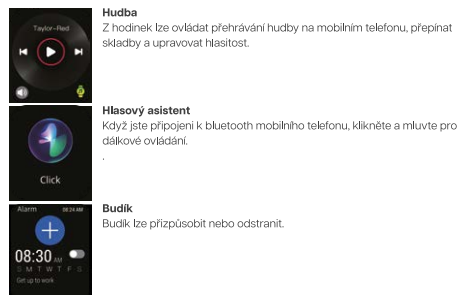 Taylor-Red
Hudba
Z hodinek lze ovládat přehrávání hudby na mobilním telefonu, přepínat
skladby a upravovat hlasitost.
Hlasový asistent
Když jste připojeni k bluetooth mobilního telefonu, klikněte a mluvte pro
dálkové ovládání.
.
Click
Alarm 08:24 AM
Budík
Budík lze přizpůsobit nebo odstranit.
08:30 AM
S M T W T F S
Get up to work